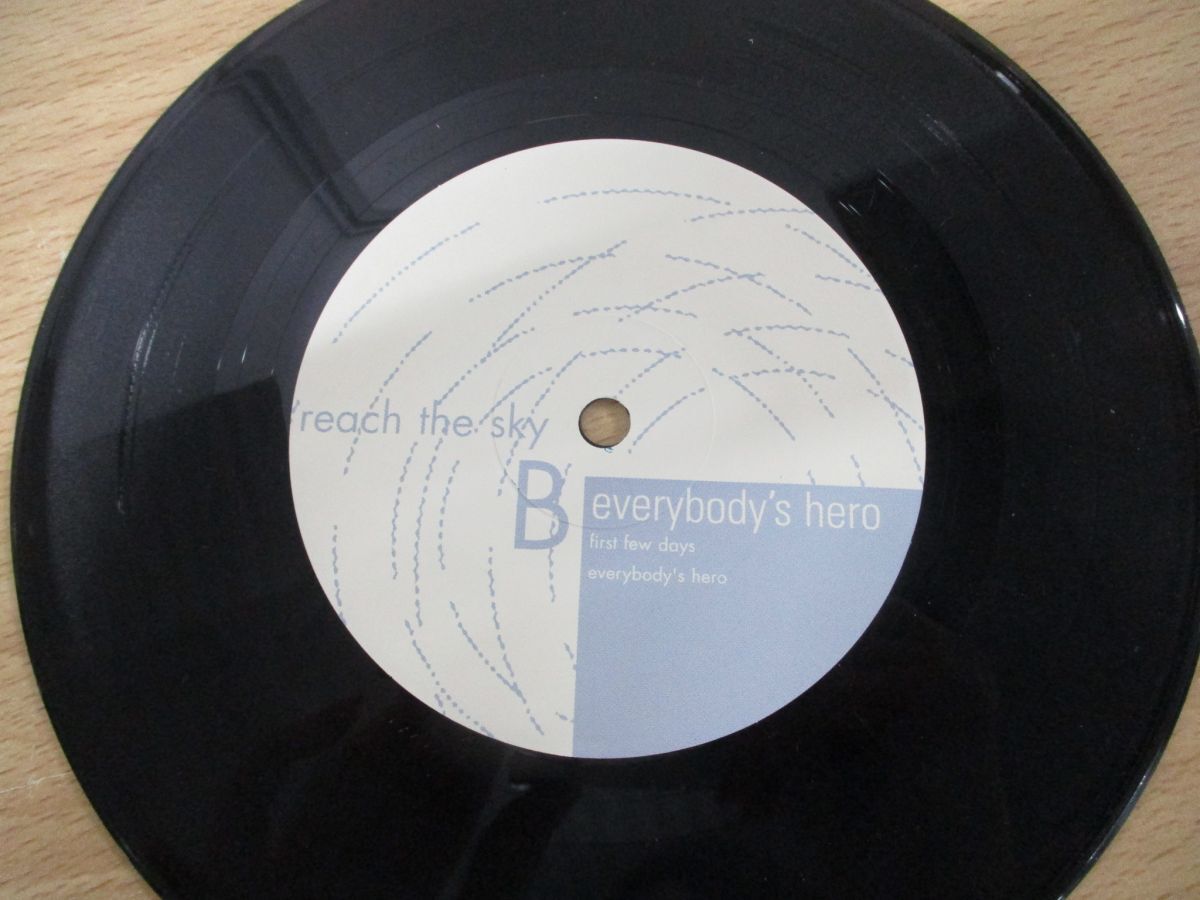 reach the sky
B
everybody's hero
first few days
everybody's hero